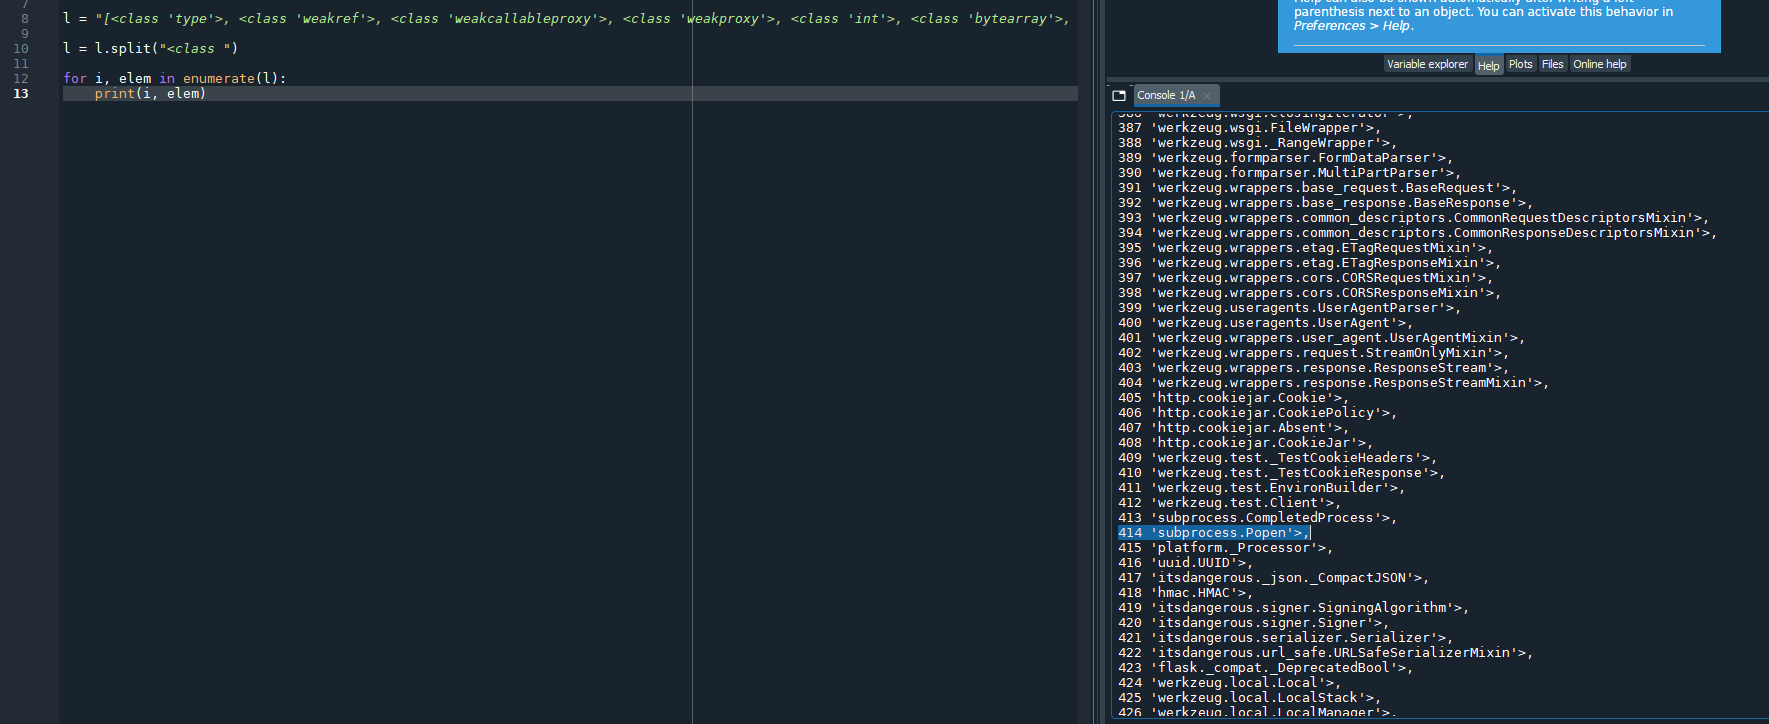 7
8 l = "[<class 'type'>, <class 'weakref'>, <class 'weakcallableproxy'>, <class 'weakproxy'>, <class 'int'>, <class 'bytearray'>,
9
10 l = l.split("<class ")
11
12 for i, elem in enumerate(l):
13     print(i, elem)
parenthesis next to an object. You can activate this behavior in
Preferences > Help.
Variable explorer Help Plots Files Online help
Console 1/A
386 'werkzeug.wsgi.ClosingIterator'>,
387 'werkzeug.wsgi.FileWrapper'>,
388 'werkzeug.wsgi._RangeWrapper'>,
389 'werkzeug.formparser.FormDataParser'>,
390 'werkzeug.formparser.MultiPartParser'>,
391 'werkzeug.wrappers.base_request.BaseRequest'>,
392 'werkzeug.wrappers.base_response.BaseResponse'>,
393 'werkzeug.wrappers.common_descriptors.CommonRequestDescriptorsMixin'>,
394 'werkzeug.wrappers.common_descriptors.CommonResponseDescriptorsMixin'>,
395 'werkzeug.wrappers.etag.ETagRequestMixin'>,
396 'werkzeug.wrappers.etag.ETagResponseMixin'>,
397 'werkzeug.wrappers.cors.CORSRequestMixin'>,
398 'werkzeug.wrappers.cors.CORSResponseMixin'>,
399 'werkzeug.useragents.UserAgentParser'>,
400 'werkzeug.useragents.UserAgent'>,
401 'werkzeug.wrappers.user_agent.UserAgentMixin'>,
402 'werkzeug.wrappers.request.StreamOnlyMixin'>,
403 'werkzeug.wrappers.response.ResponseStream'>,
404 'werkzeug.wrappers.response.ResponseStreamMixin'>,
405 'http.cookiejar.Cookie'>,
406 'http.cookiejar.CookiePolicy'>,
407 'http.cookiejar.Absent'>,
408 'http.cookiejar.CookieJar'>,
409 'werkzeug.test._TestCookieHeaders'>,
410 'werkzeug.test._TestCookieResponse'>,
411 'werkzeug.test.EnvironBuilder'>,
412 'werkzeug.test.Client'>,
413 'subprocess.CompletedProcess'>,
414 'subprocess.Popen'>,
415 'platform._Processor'>,
416 'uuid.UUID'>,
417 'itsdangerous._json._CompactJSON'>,
418 'hmac.HMAC'>,
419 'itsdangerous.signer.SigningAlgorithm'>,
420 'itsdangerous.signer.Signer'>,
421 'itsdangerous.serializer.Serializer'>,
422 'itsdangerous.url_safe.URLSafeSerializerMixin'>,
423 'flask._compat._DeprecatedBool'>,
424 'werkzeug.local.Local'>,
425 'werkzeug.local.LocalStack'>,
426 'werkzeug.local.LocalManager'>,